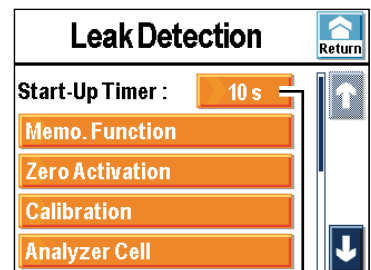 Leak Detection
Return
Start-Up Timer : 10 s
Memo. Function
Zero Activation
Calibration
Analyzer Cell